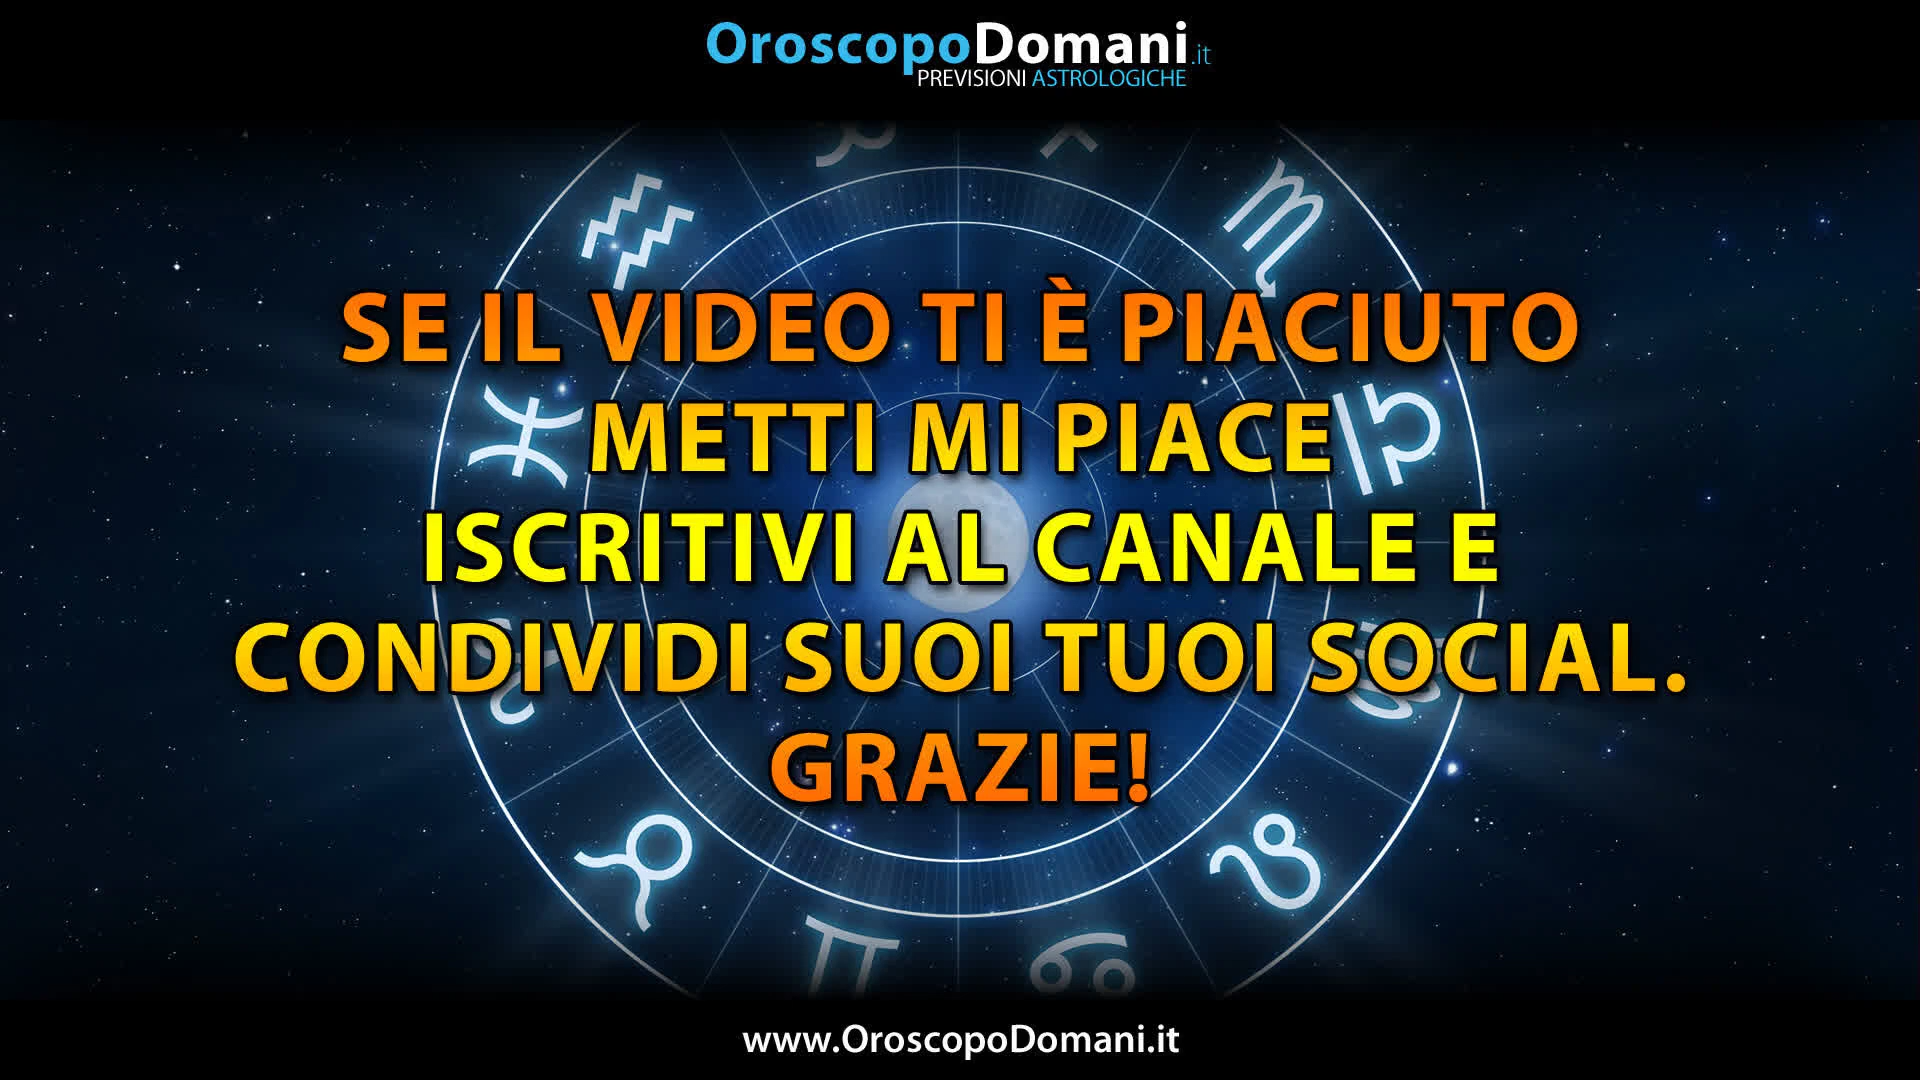 OroscopoDomani.it
PREVISIONI ASTROLOGICHE
SE IL VIDEO TI È PIACIUTO
METTI MI PIACE
ISCRITIVI AL CANALE E
CONDIVIDI SUOI TUOI SOCIAL.
GRAZIE!
www.OroscopoDomani.it